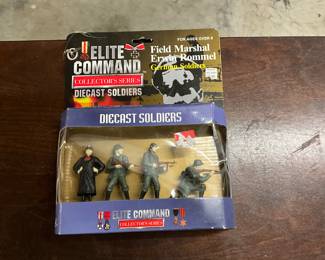 FOR AGES OVER 8
ELITE
COMMAND
COLLECTOR'S SERIES
DIECAST SOLDIERS
Field Marshal
Erwin Rommel
German Soldiers
DIECAST SOLDIERS
ELITE COMMAND
COLLECTOR'S SERIES